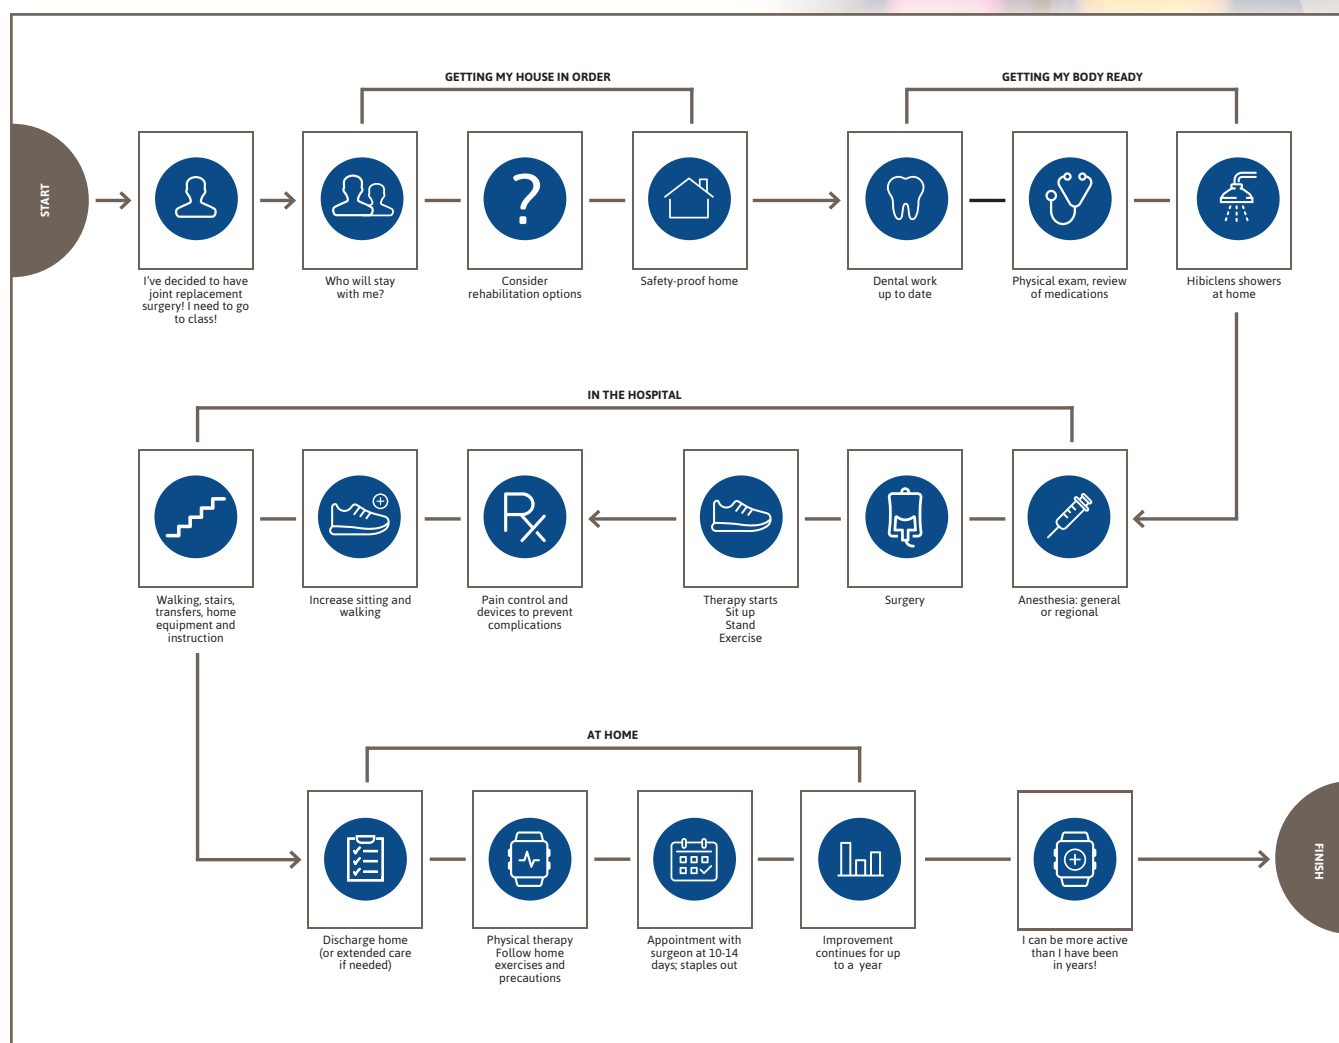 GETTING MY HOUSE IN ORDER
GETTING MY BODY READY
START
I've decided to have
joint replacement
surgery! I need to go
to class!
Who will stay
with me?
?
Consider
rehabilitation options
Safety-proof home
Dental work
up to date
Physical exam, review
of medications
Hibiclens showers
at home
IN THE HOSPITAL
Walking, stairs,
transfers, home
equipment and
instruction
Increase sitting and
walking
Rx
Pain control and
devices to prevent
complications
Therapy starts
Sit up
Stand
Exercise
Surgery
Anesthesia: general
or regional
AT HOME
Discharge home
(or extended care
if needed)
Physical therapy
Follow home
exercises and
precautions
Appointment with
surgeon at 10-14
days; staples out
Improvement
continues for up
to a year
I can be more active
than I have been
in years!
FINISH